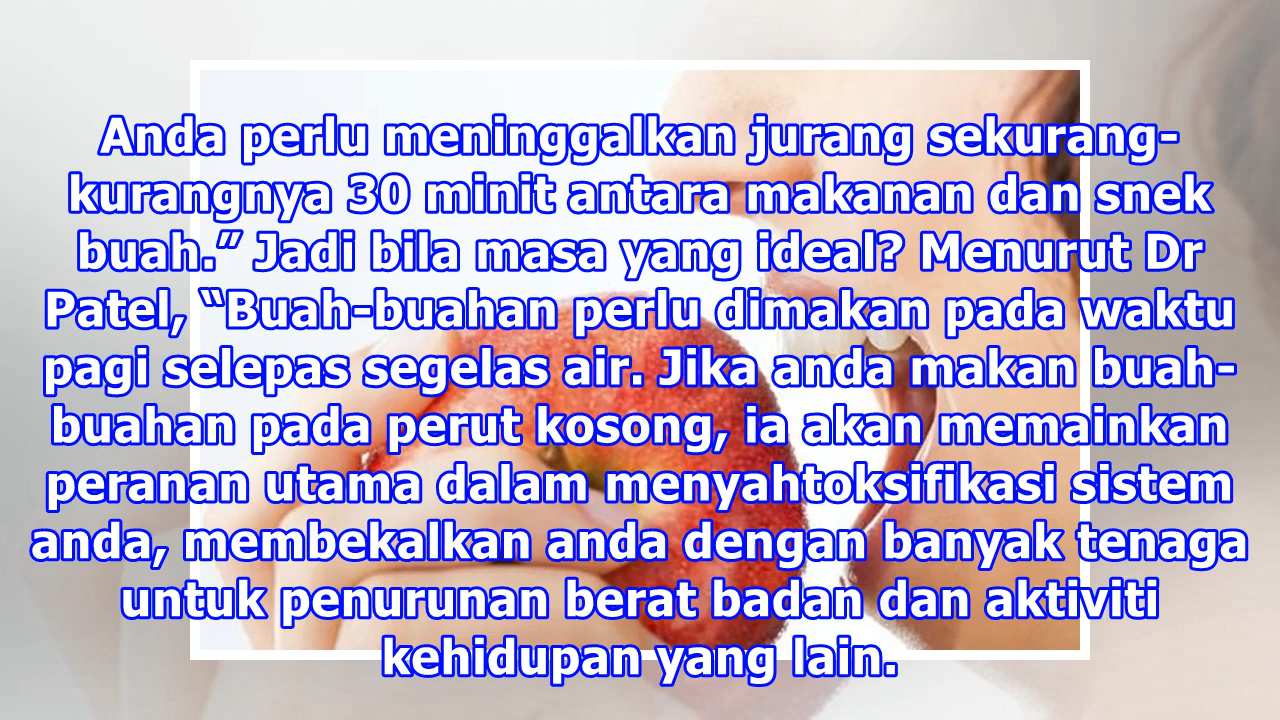 Anda perlu meninggalkan jurang sekurang-
kurangnya 30 minit antara makanan dan snek
buah.” Jadi bila masa yang ideal? Menurut Dr
Patel, “Buah-buahan perlu dimakan pada waktu
pagi selepas segelas air. Jika anda makan buah-
buahan pada perut kosong, ia akan memainkan
peranan utama dalam menyahtoksifikasi sistem
anda, membekalkan anda dengan banyak tenaga
untuk penurunan berat badan dan aktiviti
kehidupan yang lain.